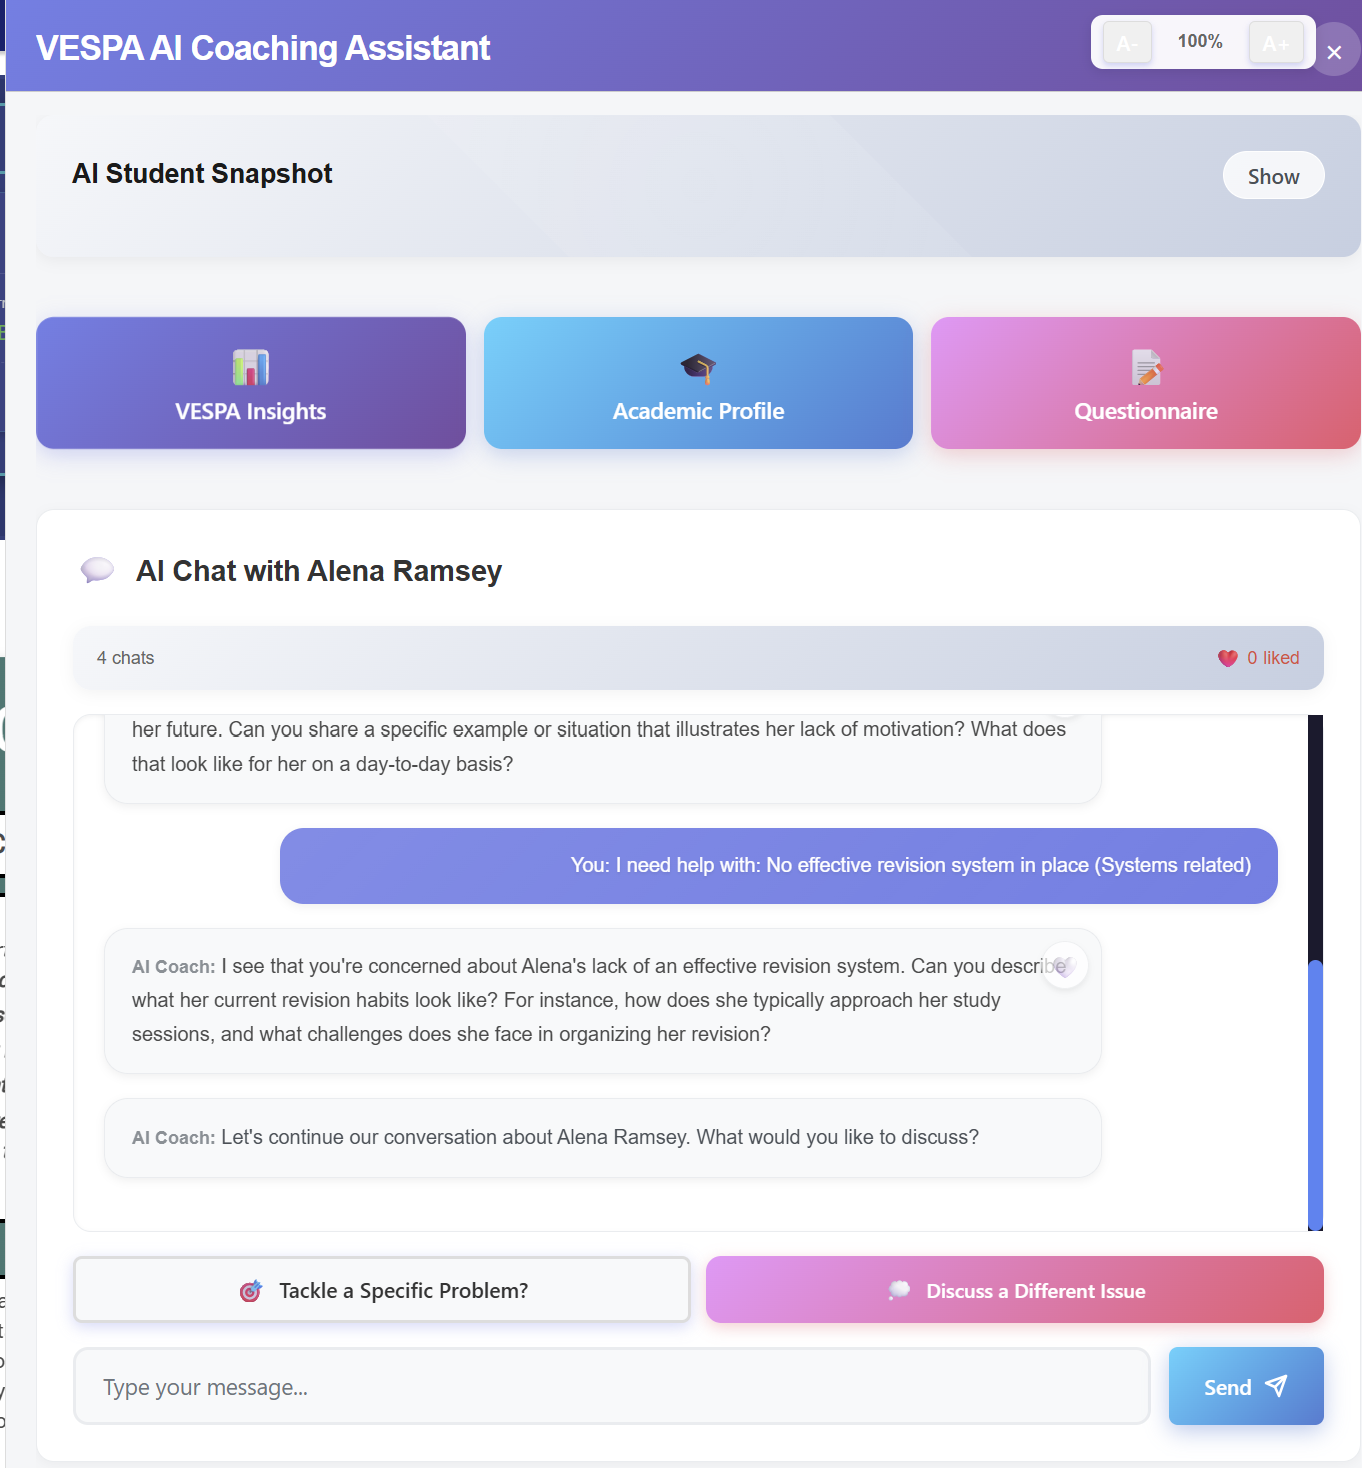 VESPA AI Coaching Assistant
A- 100% A+ ×
AI Student Snapshot
Show
VESPA Insights
Academic Profile
Questionnaire
AI Chat with Alena Ramsey
4 chats
0 liked
her future. Can you share a specific example or situation that illustrates her lack of motivation? What does
that look like for her on a day-to-day basis?
You: I need help with: No effective revision system in place (Systems related)
AI Coach: I see that you're concerned about Alena's lack of an effective revision system. Can you describe
what her current revision habits look like? For instance, how does she typically approach her study
sessions, and what challenges does she face in organizing her revision?
AI Coach: Let's continue our conversation about Alena Ramsey. What would you like to discuss?
Tackle a Specific Problem?
Discuss a Different Issue
Type your message...
Send